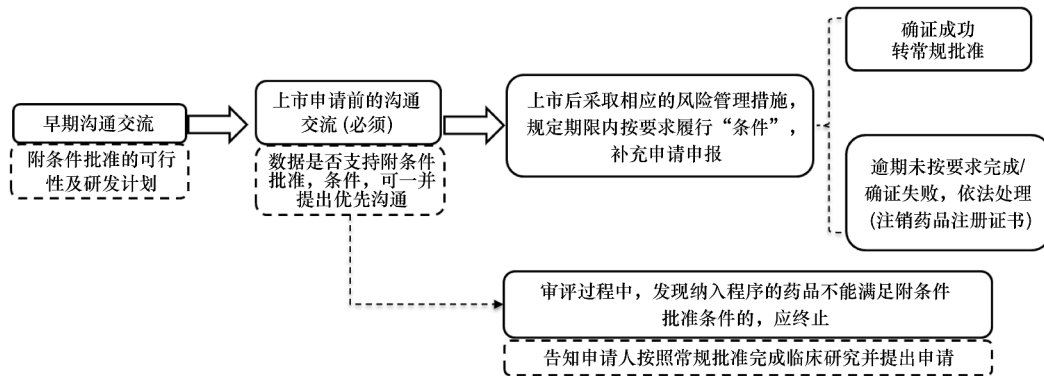 早期沟通交流
附条件批准的可行
性及研发计划
上市申请前的沟通
交流(必须)
数据是否支持附条件
批准，条件，可一并
提出优先沟通
上市后采取相应的风险管理措施，
规定期限内按要求履行“条件”，
补充申请申报
确证成功
转常规批准
逾期未按要求完成/
确证失败，依法处理
(注销药品注册证书)
审评过程中，发现纳入程序的药品不能满足附条件
批准条件的，应终止
告知申请人按照常规批准完成临床研究并提出申请